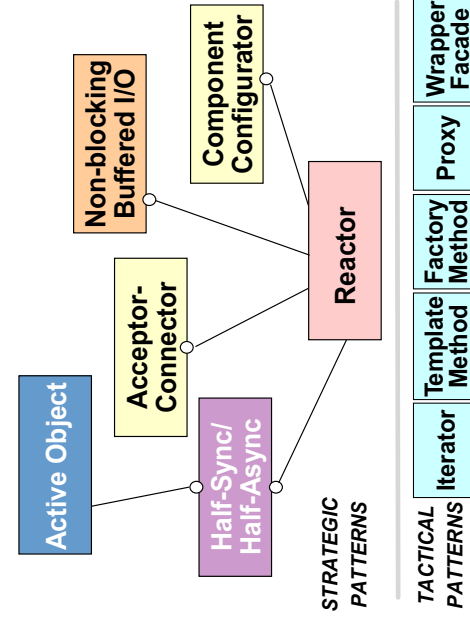 Active Object
Non-blocking
Buffered I/O
Acceptor-
Connector
Component
Configurator
Half-Sync/
Half-Async
Reactor
STRATEGIC
PATTERNS
TACTICAL
PATTERNS
Iterator
Template
Method
Factory
Method
Proxy
Wrapper
Facade